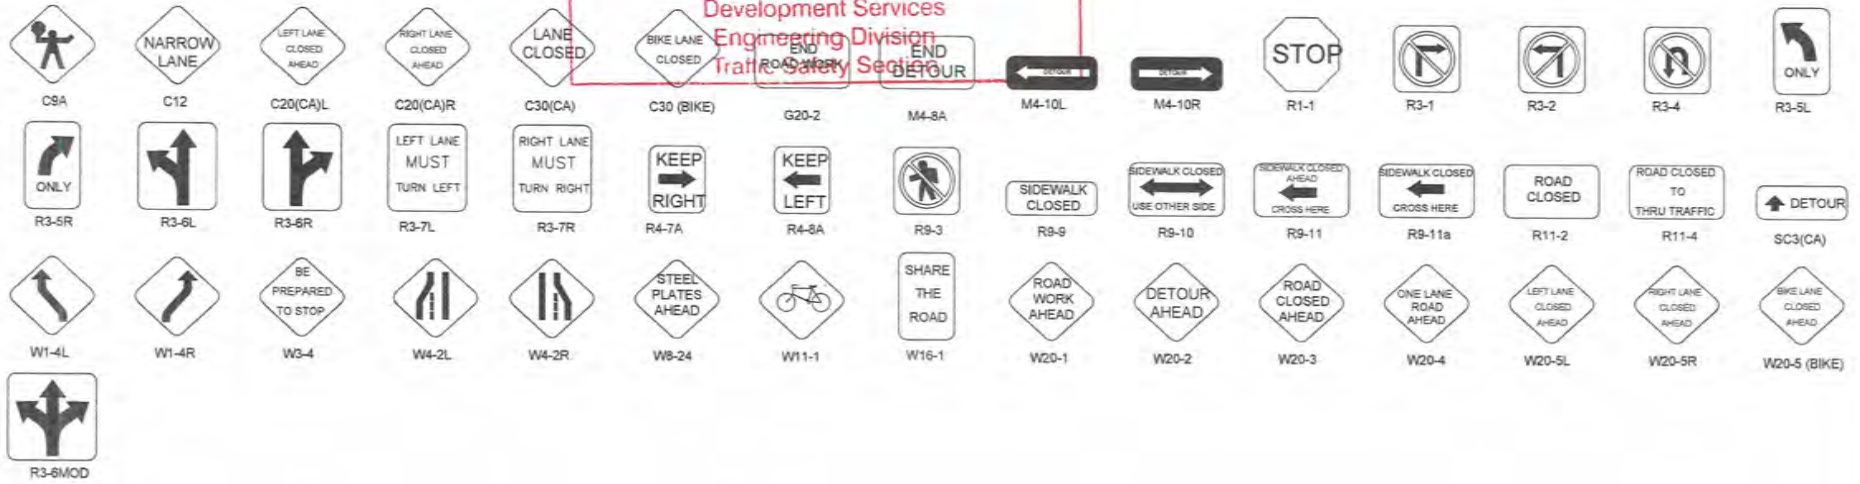 Development Services
Engineering Division
Traffic Safety Section
NARROW
LANE
LEFT LANE
CLOSED
AHEAD
RIGHT LANE
CLOSED
AHEAD
LANE
CLOSED
BIKE LANE
CLOSED
END
ROAD WORK
END
DETOUR
DETOUR
DETOUR
STOP
ONLY
C9A
C12
C20(CA)L
C20(CA)R
C30(CA)
C30 (BIKE)
G20-2
M4-8A
M4-10L
M4-10R
R1-1
R3-1
R3-2
R3-4
R3-5L
ONLY
LEFT LANE
MUST
TURN LEFT
RIGHT LANE
MUST
TURN RIGHT
KEEP
RIGHT
KEEP
LEFT
SIDEWALK
CLOSED
SIDEWALK CLOSED
USE OTHER SIDE
SIDEWALK CLOSED
AHEAD
CROSS HERE
SIDEWALK CLOSED
CROSS HERE
ROAD
CLOSED
ROAD CLOSED
TO
THRU TRAFFIC
DETOUR
R3-5R
R3-6L
R3-6R
R3-7L
R3-7R
R4-7A
R4-8A
R9-3
R9-9
R9-10
R9-11
R9-11a
R11-2
R11-4
SC3(CA)
BE
PREPARED
TO STOP
STEEL
PLATES
AHEAD
SHARE
THE
ROAD
ROAD
WORK
AHEAD
DETOUR
AHEAD
ROAD
CLOSED
AHEAD
ONE LANE
ROAD
AHEAD
LEFT LANE
CLOSED
AHEAD
RIGHT LANE
CLOSED
AHEAD
BIKE LANE
CLOSED
AHEAD
W1-4L
W1-4R
W3-4
W4-2L
W4-2R
W8-24
W11-1
W16-1
W20-1
W20-2
W20-3
W20-4
W20-5L
W20-5R
W20-5 (BIKE)
R3-6MOD